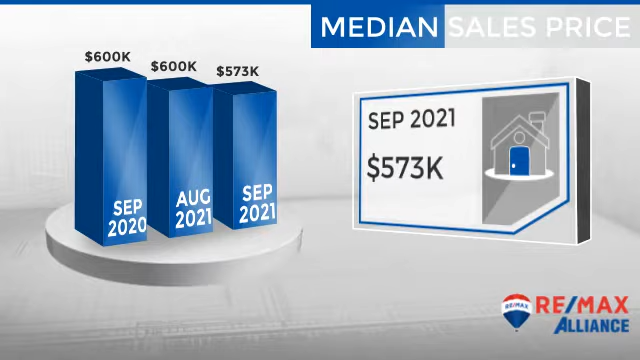 MEDIAN SALES PRICE
$600K
$600K
$573K
SEP
2020
AUG
2021
SEP
2021
SEP 2021
$573K
RE/MAX
RE/MAX
ALLIANCE